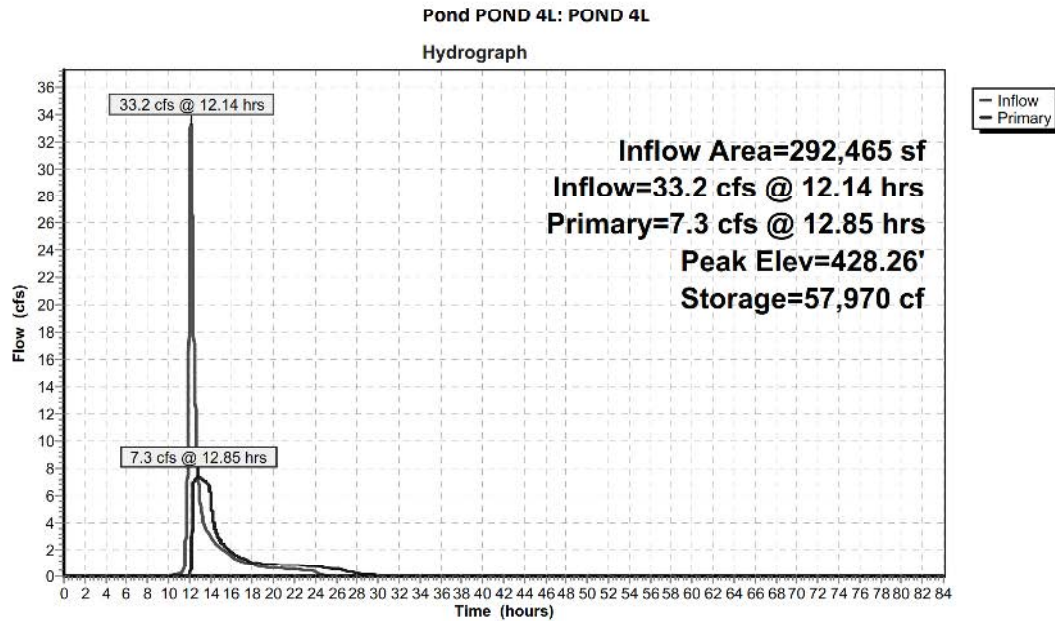 Pond POND 4L: POND 4L
Hydrograph
Inflow
Primary
33.2 cfs @ 12.14 hrs
Inflow Area=292,465 sf
Inflow=33.2 cfs @ 12.14 hrs
Primary=7.3 cfs @ 12.85 hrs
Peak Elev=428.26'
Storage=57,970 cf
7.3 cfs @ 12.85 hrs
Flow (cfs)
36
34
32
30
28
26
24
22
20
18
16
14
12
10
8
6
4
2
0
0 2 4 6 8 10 12 14 16 18 20 22 24 26 28 30 32 34 36 38 40 42 44 46 48 50 52 54 56 58 60 62 64 66 68 70 72 74 76 78 80 82 84
Time (hours)